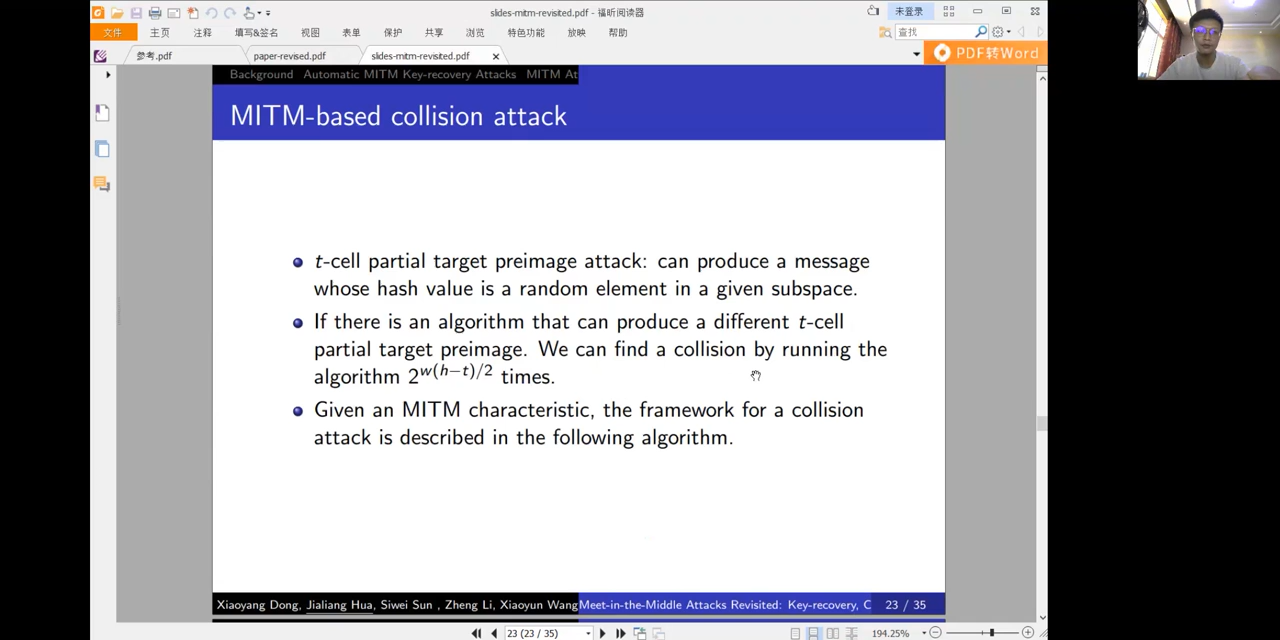 slides-mitm-revisited.pdf - 福昕阅读器
未登录
文件 主页 注释 填写&签名 视图 表单 保护 共享 浏览 特色功能 放映 帮助
查找
参考.pdf paper-revised.pdf slides-mitm-revisited.pdf
PDF转Word
Background Automatic MITM Key-recovery Attacks MITM At
MITM-based collision attack
t-cell partial target preimage attack: can produce a message
whose hash value is a random element in a given subspace.
If there is an algorithm that can produce a different t-cell
partial target preimage. We can find a collision by running the
algorithm 2^{w(h−t)/2} times.
Given an MITM characteristic, the framework for a collision
attack is described in the following algorithm.
Xiaoyang Dong, Jialiang Hua, Siwei Sun , Zheng Li, Xiaoyun Wang Meet-in-the-Middle Attacks Revisited: Key-recovery, C 23 / 35
23 (23 / 35)
194.25%